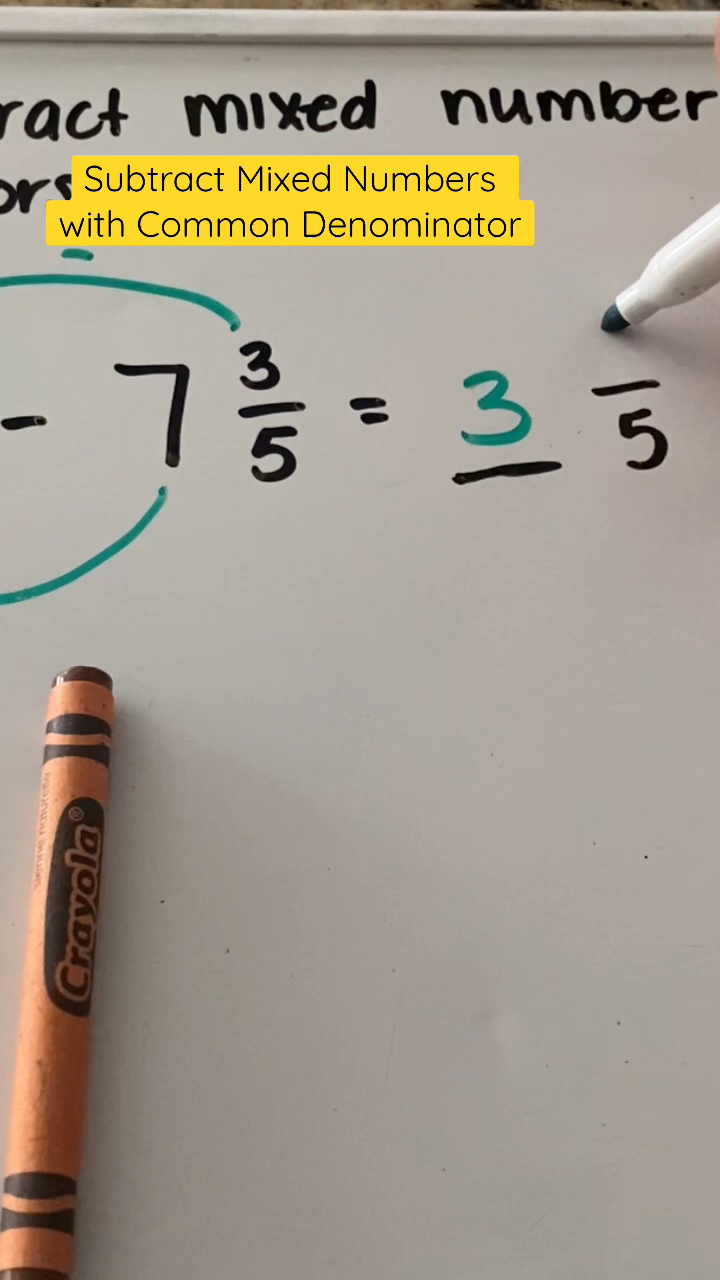 ract mixed number
ors
Subtract Mixed Numbers
with Common Denominator
- 7 3/5 = 3 _/5
Crayola®